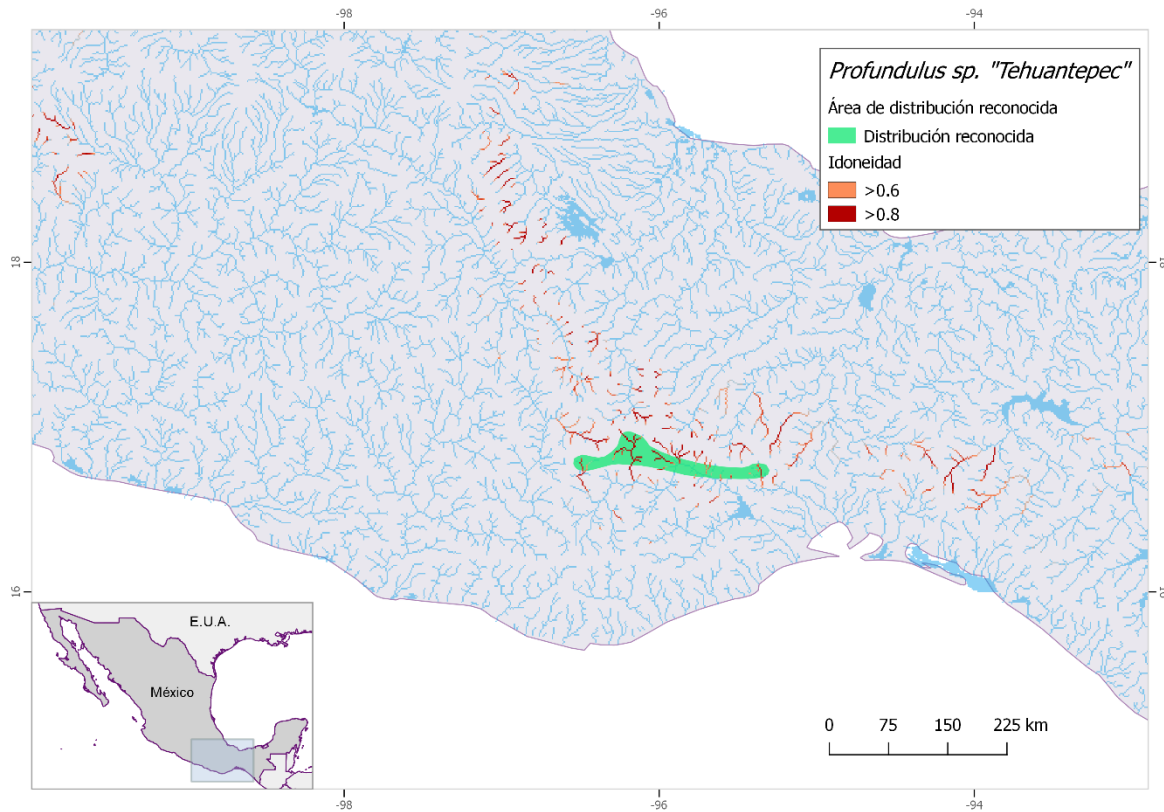 -98
-96
-94
Profundulus sp. "Tehuantepec"
Área de distribución reconocida
Distribución reconocida
Idoneidad
>0.6
>0.8
18
16
E.U.A.
México
0 75 150 225 km
-98
-96
-94